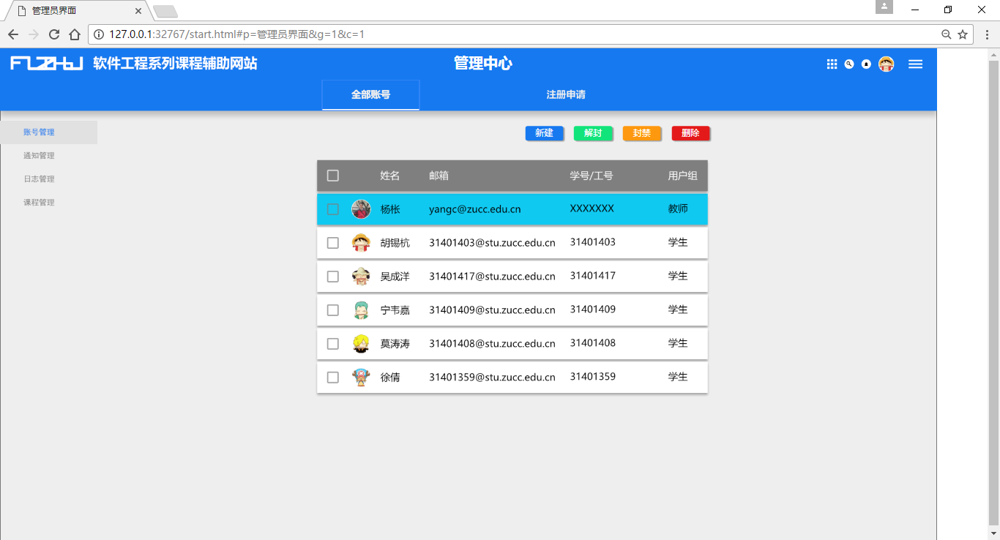 管理员界面
127.0.0.1:32767/start.html#p=管理员界面&g=1&c=1
软件工程系列课程辅助网站
管理中心
全部账号 注册申请
账号管理
通知管理
日志管理
课程管理
新建 解封 封禁 删除
姓名 邮箱 学号/工号 用户组
杨枨 yangc@zucc.edu.cn XXXXXXX 教师
胡锡杭 31401403@stu.zucc.edu.cn 31401403 学生
吴成洋 31401417@stu.zucc.edu.cn 31401417 学生
宁韦嘉 31401409@stu.zucc.edu.cn 31401409 学生
莫涛涛 31401408@stu.zucc.edu.cn 31401408 学生
徐倩 31401359@stu.zucc.edu.cn 31401359 学生